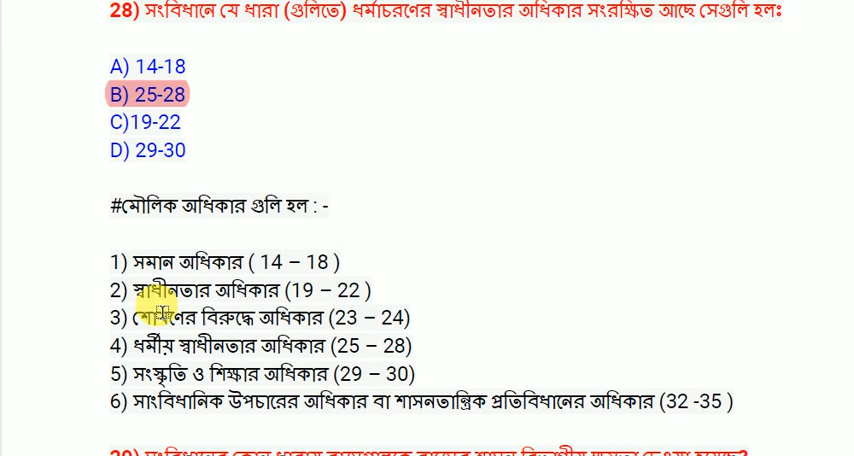 28) সংবিধানে যে ধারা (গুলিতে) ধর্মাচরণের স্বাধীনতার অধিকার সংরক্ষিত আছে সেগুলি হলঃ
A) 14-18
B) 25-28
C)19-22
D) 29-30
#মৌলিক অধিকার গুলি হল : -
1) সমান অধিকার ( 14 – 18 )
2) স্বাধীনতার অধিকার (19 – 22 )
3) শোষণের বিরুদ্ধে অধিকার (23 – 24)
4) ধর্মীয় স্বাধীনতার অধিকার (25 – 28)
5) সংস্কৃতি ও শিক্ষার অধিকার (29 – 30)
6) সাংবিধানিক উপচারের অধিকার বা শাসনতান্ত্রিক প্রতিবিধানের অধিকার (32 -35 )